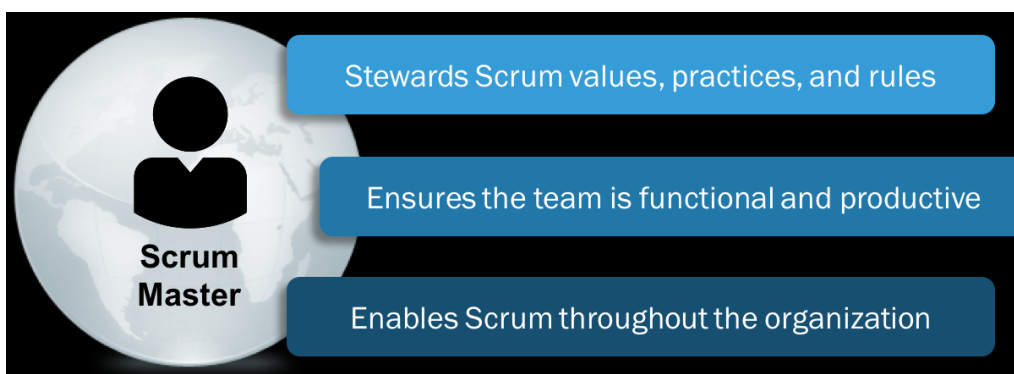 Stewards Scrum values, practices, and rules
Ensures the team is functional and productive
Scrum
Master
Enables Scrum throughout the organization